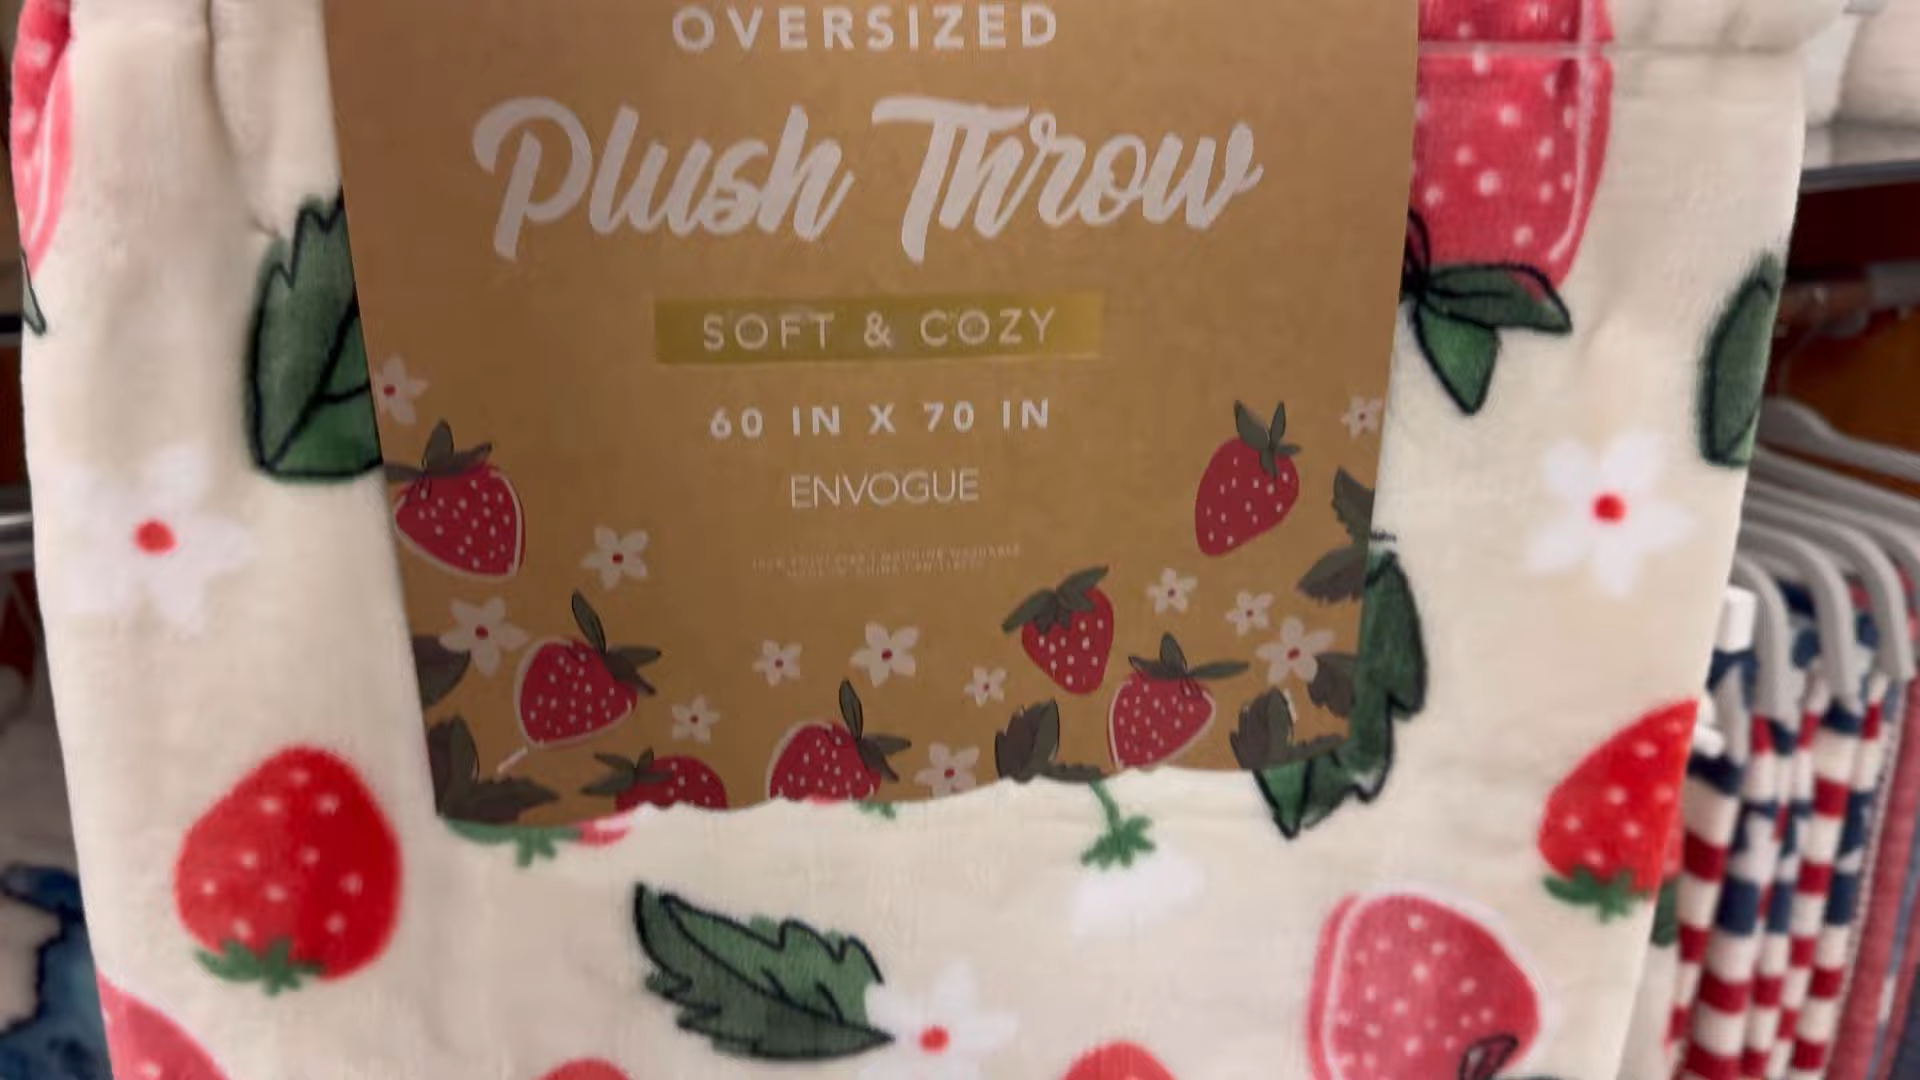 OVERSIZED
Plush Throw
SOFT & COZY
60 IN X 70 IN
ENVOGUE